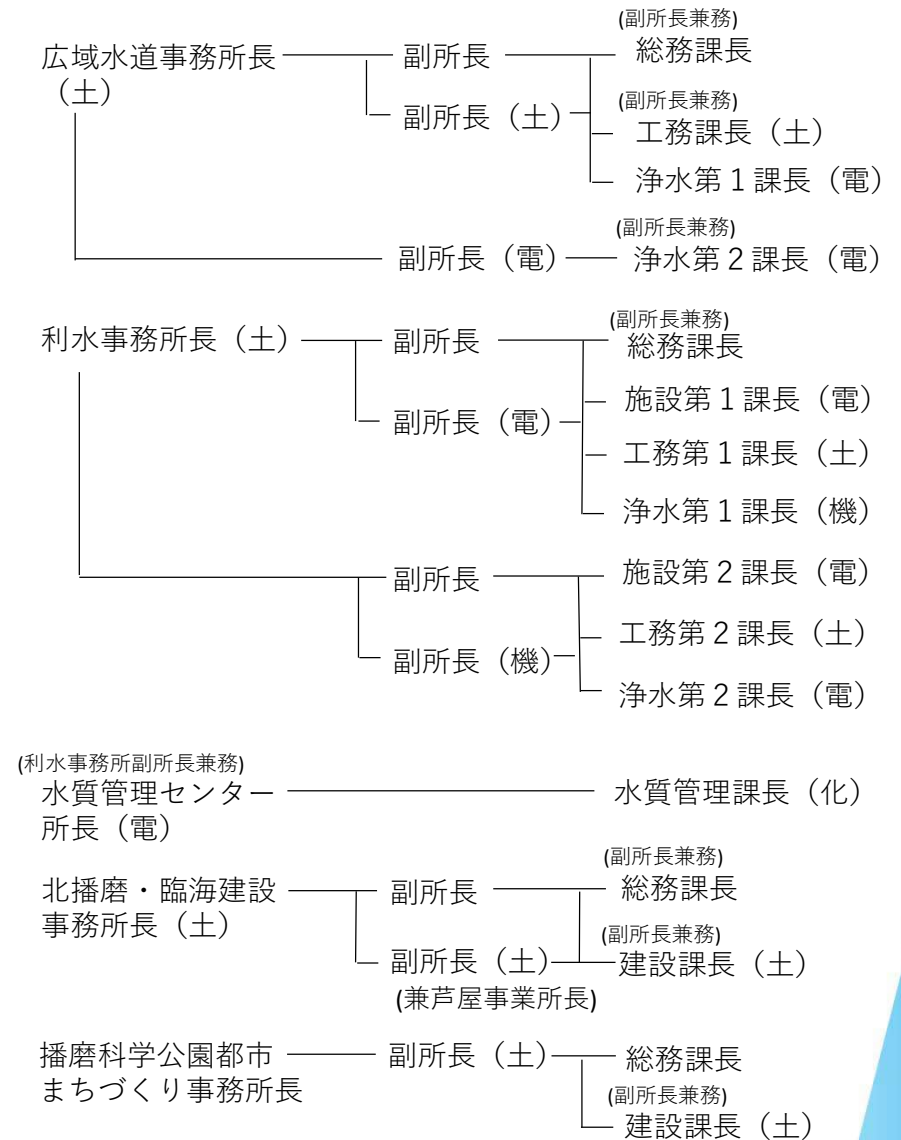 (副所長兼務)
広域水道事務所長 副所長 総務課長
（土）
(副所長兼務)
副所長（土） 工務課長（土）
浄水第１課長（電）
(副所長兼務)
副所長（電） 浄水第２課長（電）
(副所長兼務)
利水事務所長（土） 副所長 総務課長
施設第１課長（電）
副所長（電）
工務第１課長（土）
浄水第１課長（機）
副所長 施設第２課長（電）
工務第２課長（土）
副所長（機）
浄水第２課長（電）
(利水事務所副所長兼務)
水質管理センター 水質管理課長（化）
所長（電）
(副所長兼務)
北播磨・臨海建設 副所長 総務課長
事務所長（土）
(副所長兼務)
副所長（土） 建設課長（土）
(兼芦屋事業所長)
播磨科学公園都市 副所長（土） 総務課長
まちづくり事務所長
(副所長兼務)
建設課長（土）